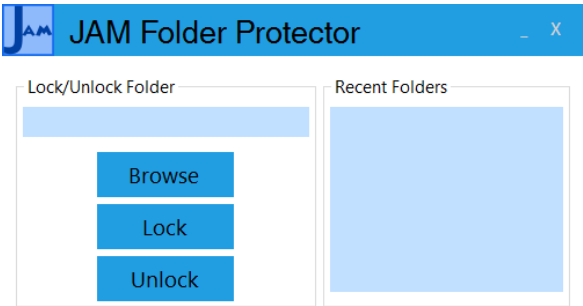 JAM
JAM Folder Protector
_ X
Lock/Unlock Folder
Recent Folders
Browse
Lock
Unlock